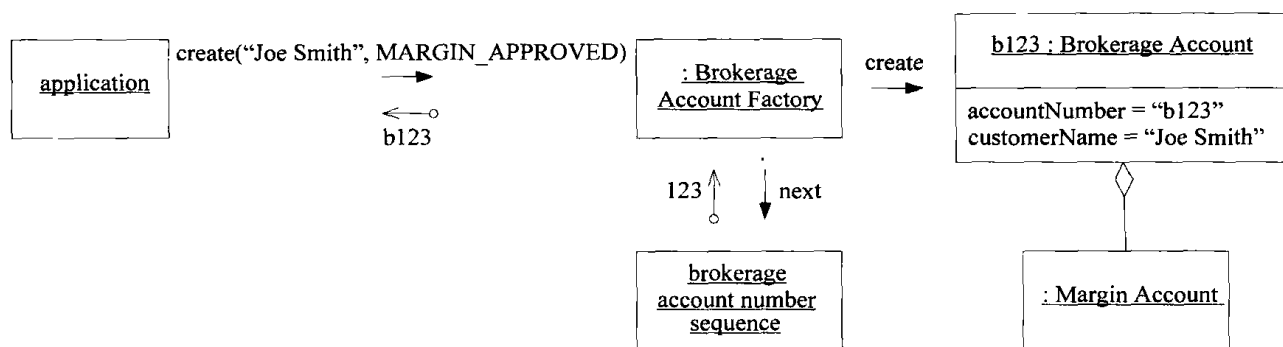 application
create("Joe Smith", MARGIN_APPROVED)
b123
: Brokerage
Account Factory
create
b123 : Brokerage Account
accountNumber = "b123"
customerName = "Joe Smith"
123
next
brokerage
account number
sequence
: Margin Account